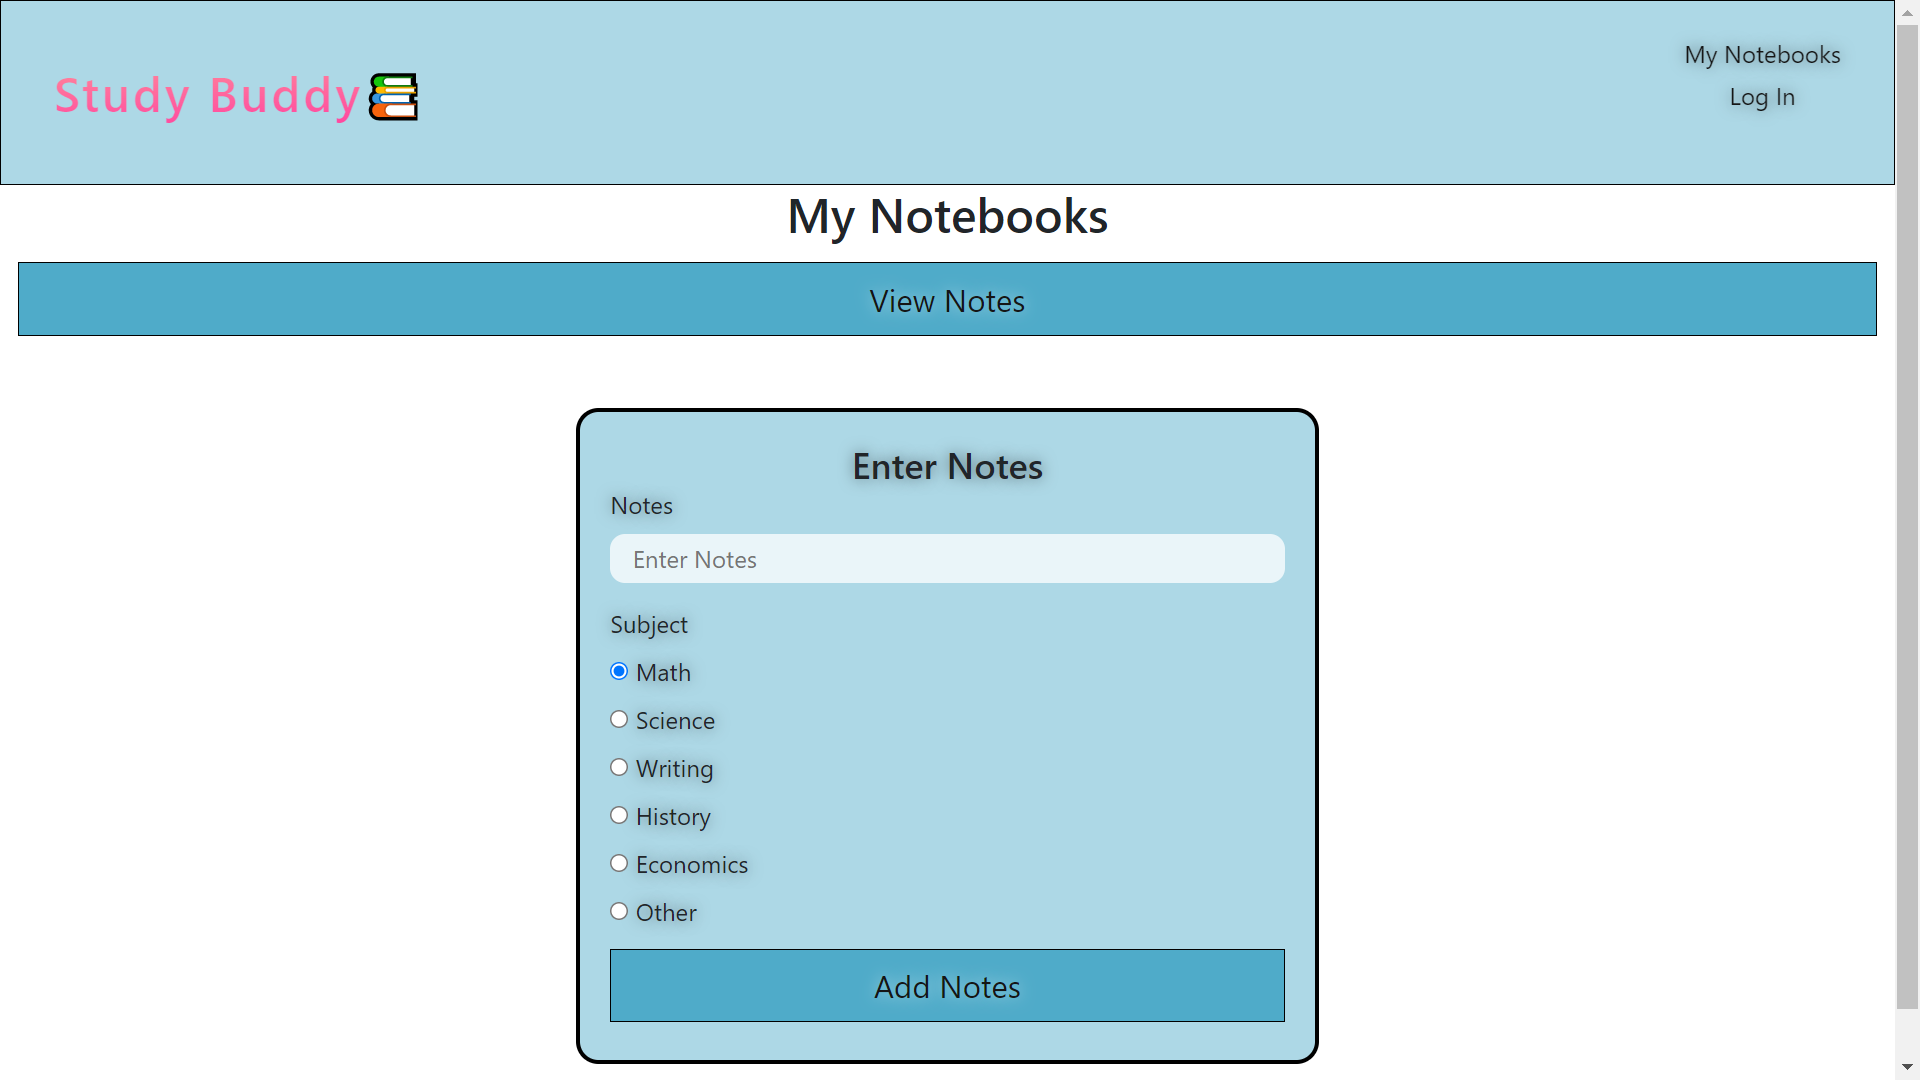 Study Buddy📚
My Notebooks
Log In
My Notebooks
View Notes
Enter Notes
Notes
Enter Notes
Subject
Math
Science
Writing
History
Economics
Other
Add Notes